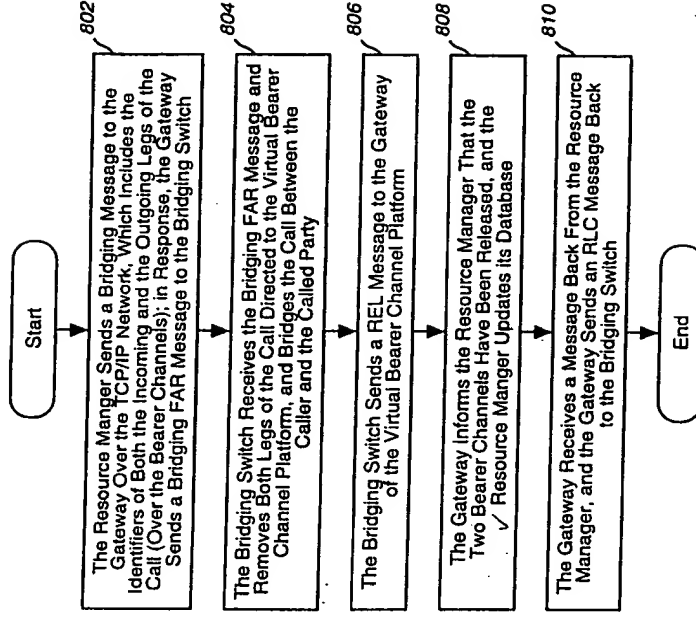 Start
802
The Resource Manger Sends a Bridging Message to the
Gateway Over the TCP/IP Network, Which Includes the
Identifiers of Both the Incoming and the Outgoing Legs of the
Call (Over the Bearer Channels); in Response, the Gateway
Sends a Bridging FAR Message to the Bridging Switch
804
The Bridging Switch Receives the Bridging FAR Message and
Removes Both Legs of the Call Directed to the Virtual Bearer
Channel Platform, and Bridges the Call Between the
Caller and the Called Party
806
The Bridging Switch Sends a REL Message to the Gateway
of the Virtual Bearer Channel Platform
808
The Gateway Informs the Resource Manager That the
Two Bearer Channels Have Been Released, and the
✓ Resource Manger Updates its Database
810
The Gateway Receives a Message Back From the Resource
Manager, and the Gateway Sends an RLC Message Back
to the Bridging Switch
End